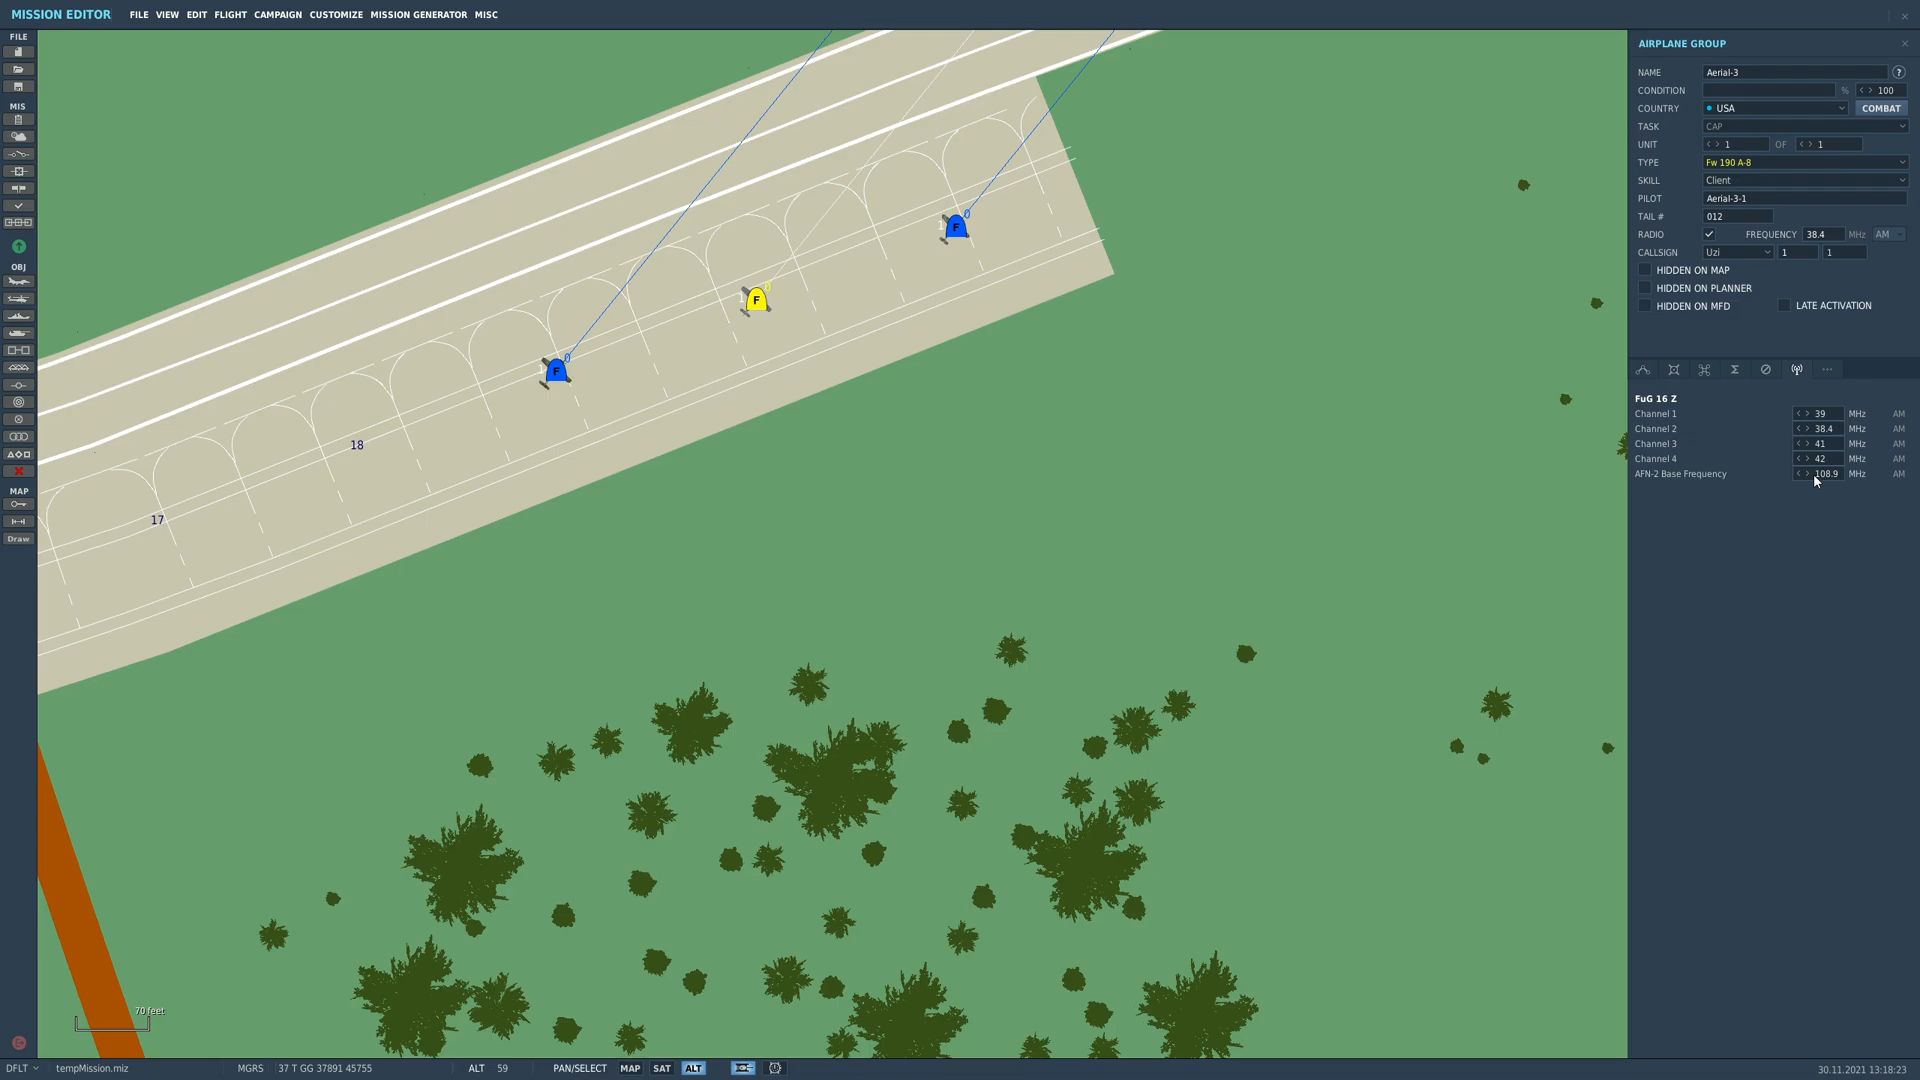 MISSION EDITOR FILE VIEW EDIT FLIGHT CAMPAIGN CUSTOMIZE MISSION GENERATOR MISC
FILE
MIS
OBJ
MAP
Draw
18
17
F
0
1
F
0
1
F
0
70 feet
AIRPLANE GROUP
NAME Aerial-3 ?
CONDITION % < > 100
COUNTRY USA COMBAT
TASK CAP
UNIT < > 1 OF < > 1
TYPE Fw 190 A-8
SKILL Client
PILOT Aerial-3-1
TAIL # 012
RADIO FREQUENCY 38.4 MHz AM
CALLSIGN Uzi 1 1
HIDDEN ON MAP
HIDDEN ON PLANNER
HIDDEN ON MFD LATE ACTIVATION
FuG 16 Z
Channel 1 < > 39 MHz AM
Channel 2 < > 38.4 MHz AM
Channel 3 < > 41 MHz AM
Channel 4 < > 42 MHz AM
AFN-2 Base Frequency < > 108.9 MHz AM
DFLT tempMission.miz MGRS 37 T GG 37891 45755 ALT 59 PAN/SELECT MAP SAT ALT 30.11.2021 13:18:23